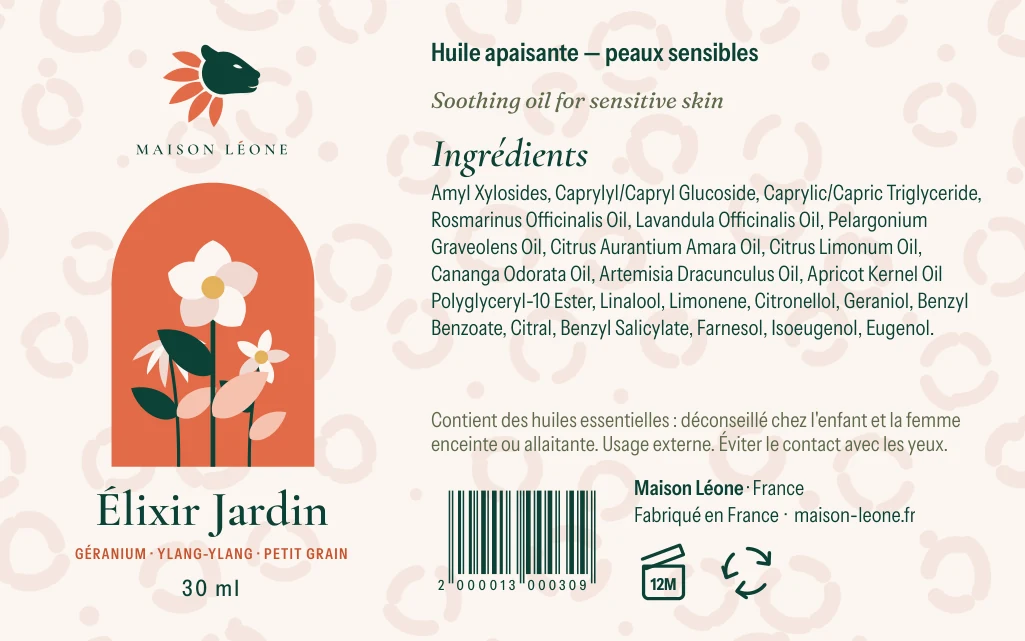 MAISON LÉONE
Élixir Jardin
GÉRANIUM · YLANG-YLANG · PETIT GRAIN
30 ml
Huile apaisante — peaux sensibles
Soothing oil for sensitive skin
Ingrédients
Amyl Xylosides, Caprylyl/Capryl Glucoside, Caprylic/Capric Triglyceride,
Rosmarinus Officinalis Oil, Lavandula Officinalis Oil, Pelargonium
Graveolens Oil, Citrus Aurantium Amara Oil, Citrus Limonum Oil,
Cananga Odorata Oil, Artemisia Dracunculus Oil, Apricot Kernel Oil
Polyglyceryl-10 Ester, Linalool, Limonene, Citronellol, Geraniol, Benzyl
Benzoate, Citral, Benzyl Salicylate, Farnesol, Isoeugenol, Eugenol.
Contient des huiles essentielles : déconseillé chez l'enfant et la femme
enceinte ou allaitante. Usage externe. Éviter le contact avec les yeux.
2 000013 000309
Maison Léone · France
Fabriqué en France · maison-leone.fr
12M